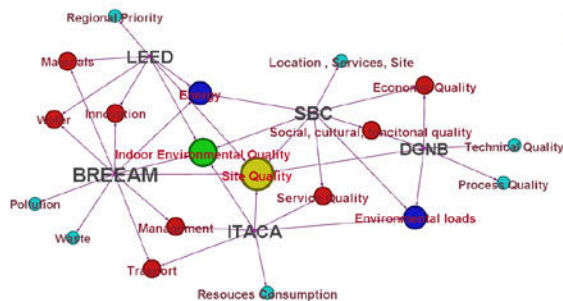 Regional Priority
LEED
Materials
Location , Services, Site
Energy
Economic Quality
Water
Innovation
SBC
Social, cultural, funcitonal quality
Indoor Environmental Quality
DGNB
Technical Quality
BREEAM
Site Quality
Process Quality
Service Quality
Pollution
Management
Environmental loads
ITACA
Waste
Transport
Resouces Consumption